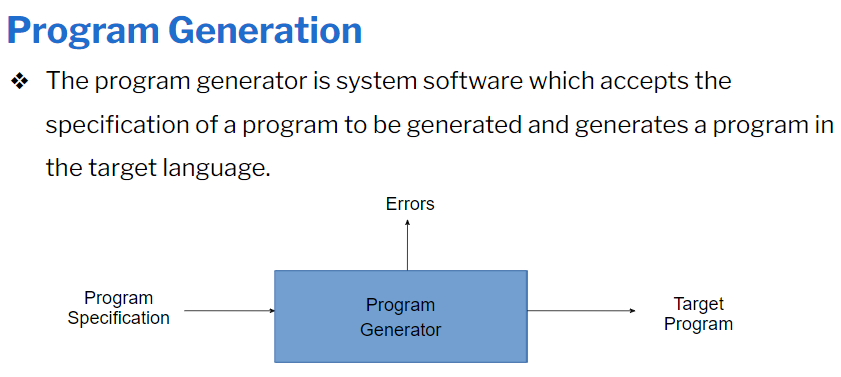 Program Generation
❖ The program generator is system software which accepts the
specification of a program to be generated and generates a program in
the target language.
Errors
Program
Specification
Program
Generator
Target
Program